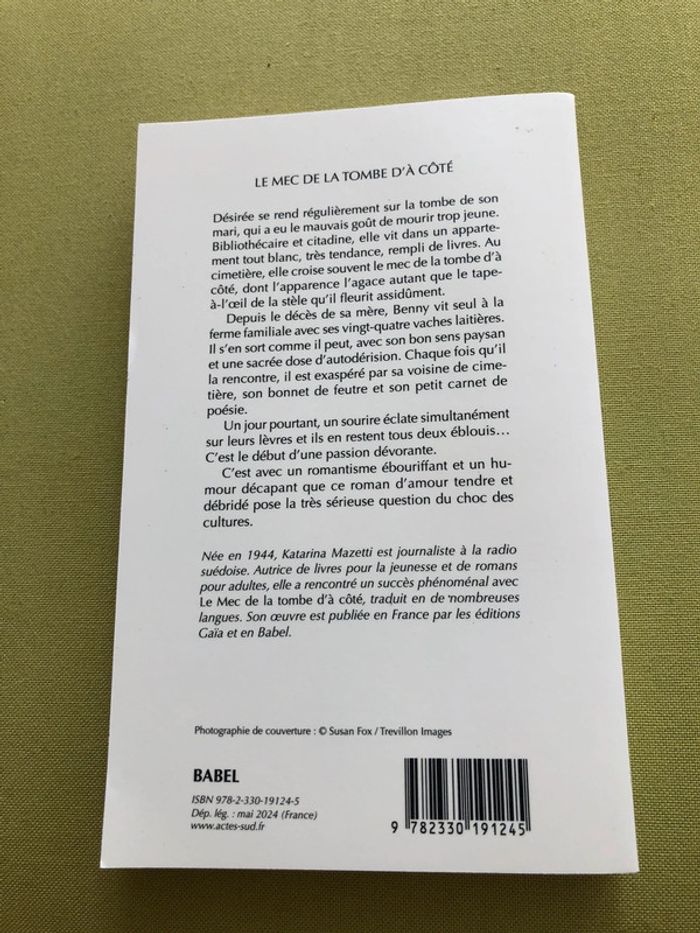 LE MEC DE LA TOMBE D'À CÔTÉ
Désirée se rend régulièrement sur la tombe de son
mari, qui a eu le mauvais goût de mourir trop jeune.
Bibliothécaire et citadine, elle vit dans un apparte-
ment tout blanc, très tendance, rempli de livres. Au
cimetière, elle croise souvent le mec de la tombe d'à
côté, dont l'apparence l'agace autant que le tape-
à-l'œil de la stèle qu'il fleurit assidûment.
Depuis le décès de sa mère, Benny vit seul à la
ferme familiale avec ses vingt-quatre vaches laitières.
Il s'en sort comme il peut, avec son bon sens paysan
et une sacrée dose d'autodérision. Chaque fois qu'il
la rencontre, il est exaspéré par sa voisine de cime-
tière, son bonnet de feutre et son petit carnet de
poésie.
Un jour pourtant, un sourire éclate simultanément
sur leurs lèvres et ils en restent tous deux éblouis…
C'est le début d'une passion dévorante.
C'est avec un romantisme ébouriffant et un hu-
mour décapant que ce roman d'amour tendre et
débridé pose la très sérieuse question du choc des
cultures.
Née en 1944, Katarina Mazetti est journaliste à la radio
suédoise. Autrice de livres pour la jeunesse et de romans
pour adultes, elle a rencontré un succès phénoménal avec
Le Mec de la tombe d'à côté, traduit en de nombreuses
langues. Son œuvre est publiée en France par les éditions
Gaïa et en Babel.
Photographie de couverture : © Susan Fox / Trevillon Images
BABEL
ISBN 978-2-330-19124-5
Dép. lég. : mai 2024 (France)
www.actes-sud.fr
9 782330 191245